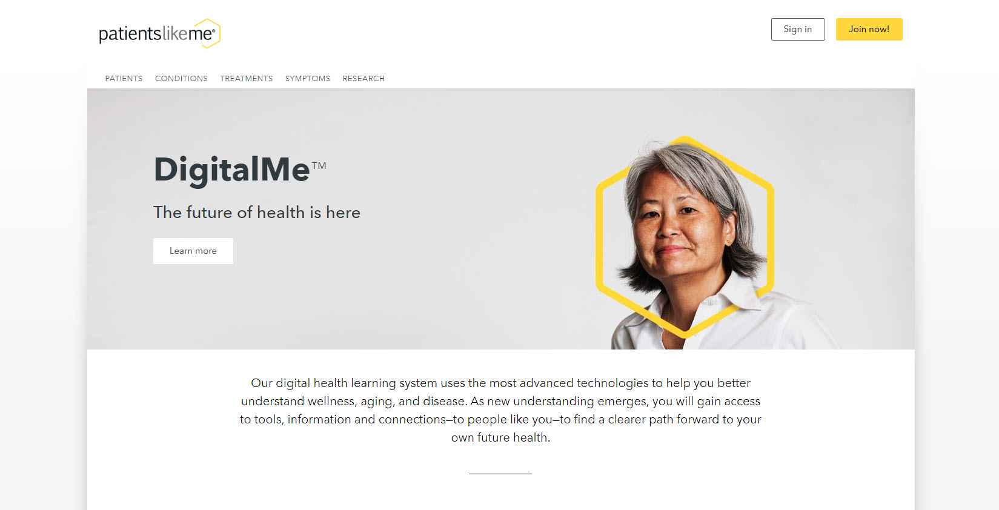 patientslikeme®
Sign in
Join now!
PATIENTS CONDITIONS TREATMENTS SYMPTOMS RESEARCH
DigitalMe™
The future of health is here
Learn more
Our digital health learning system uses the most advanced technologies to help you better
understand wellness, aging, and disease. As new understanding emerges, you will gain access
to tools, information and connections—to people like you—to find a clearer path forward to your
own future health.